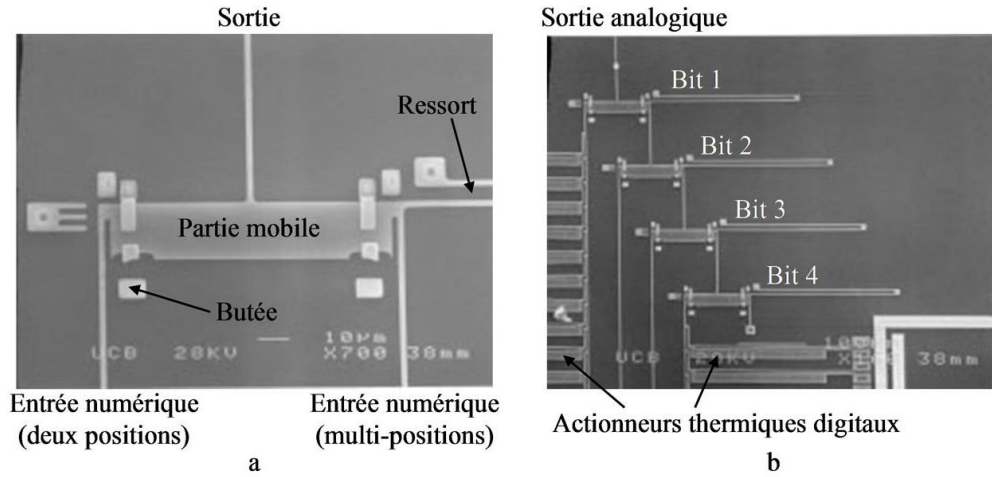 Sortie
Ressort
Partie mobile
Butée
10µm
UCB 20KV X700 38mm
Entrée numérique
(deux positions)
Entrée numérique
(multi-positions)
a
Sortie analogique
Bit 1
Bit 2
Bit 3
Bit 4
UCB 38mm
Actionneurs thermiques digitaux
b